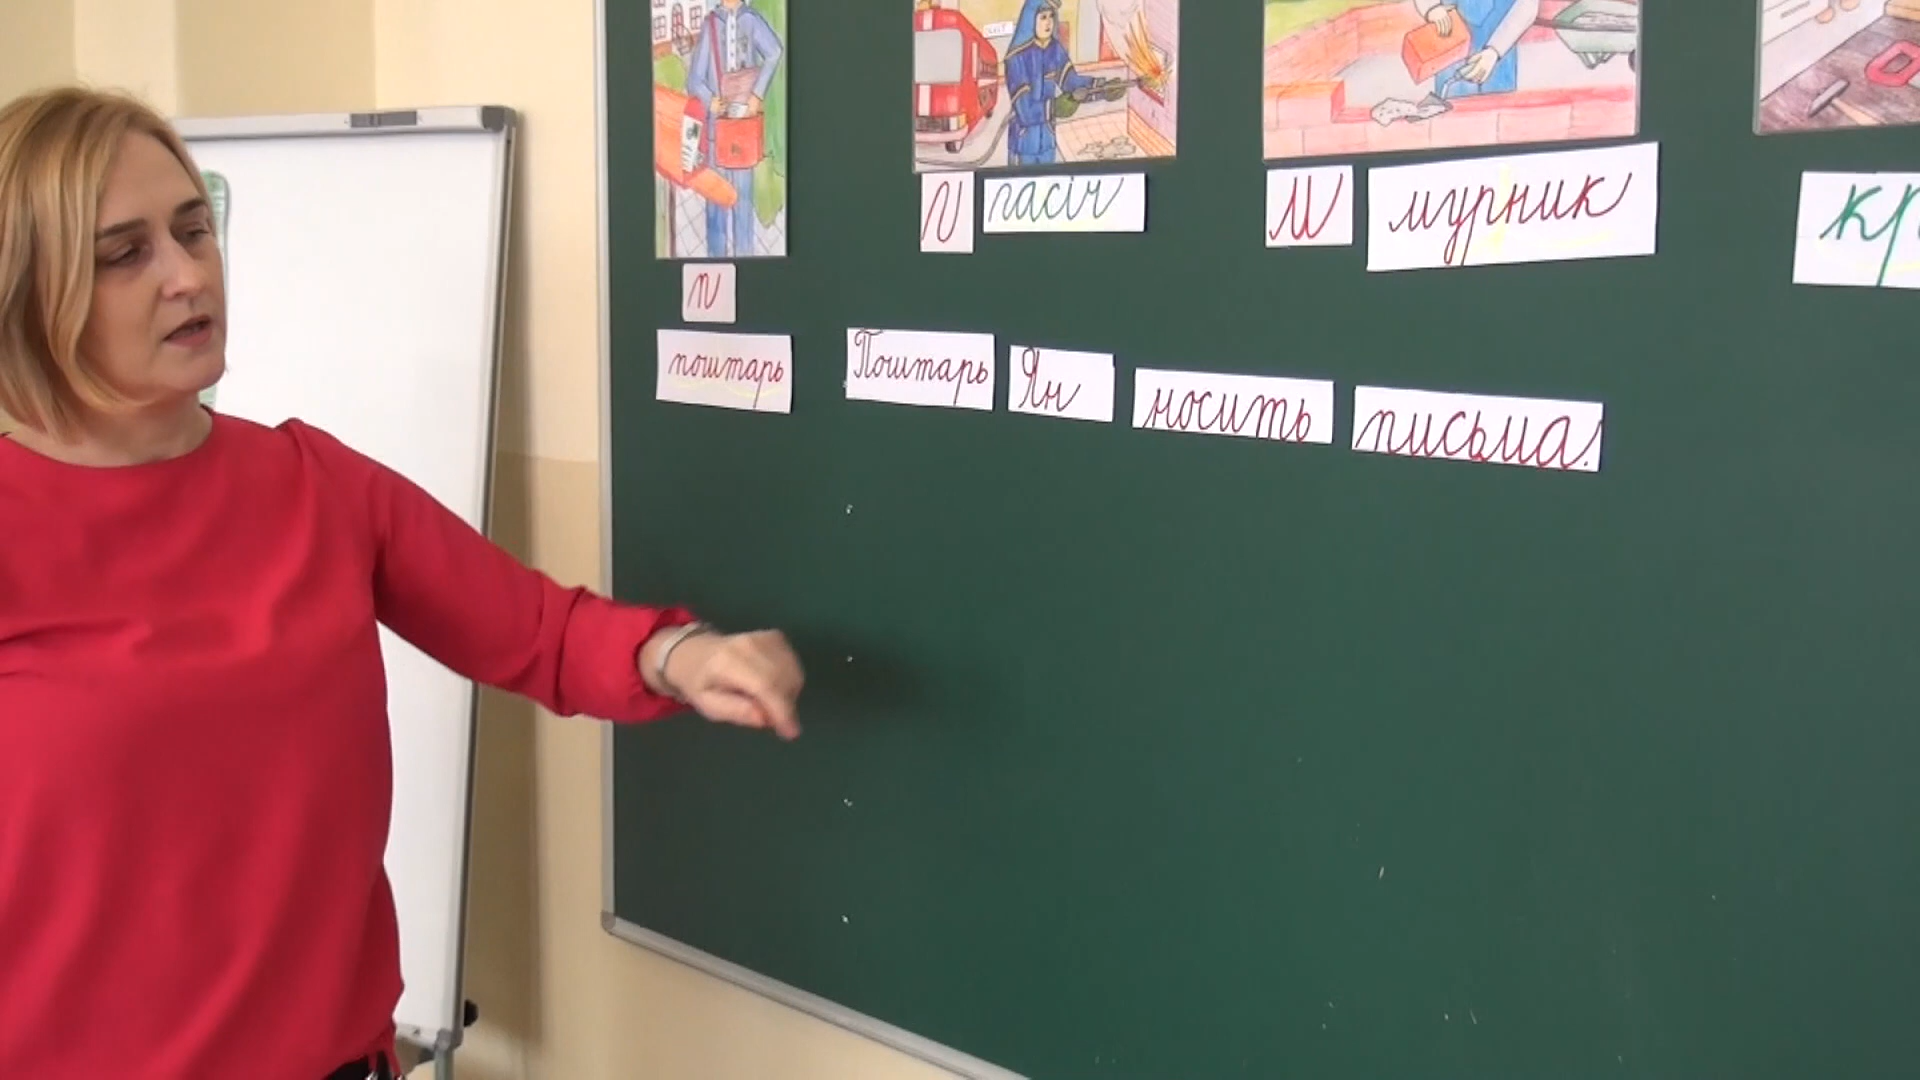 г гасіч
м мурник
п
поштарь
Поштарь Ян носить письма.